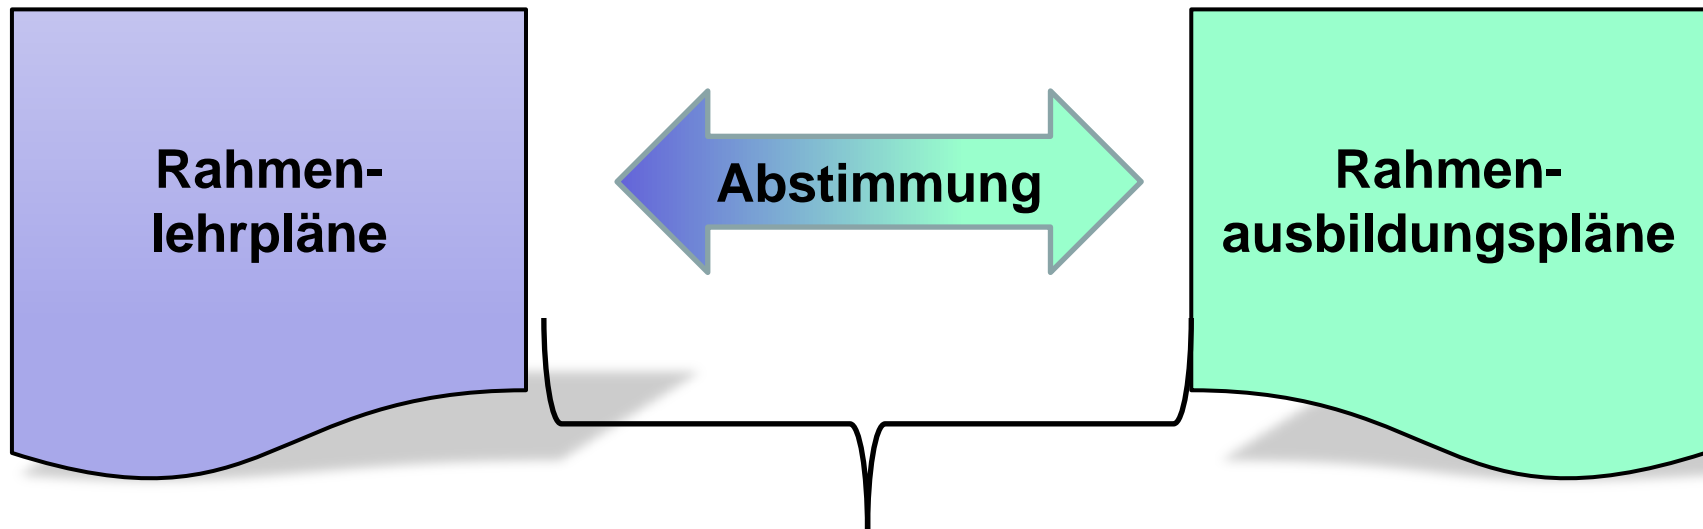 Rahmen-
lehrpläne
Abstimmung
Rahmen-
ausbildungspläne